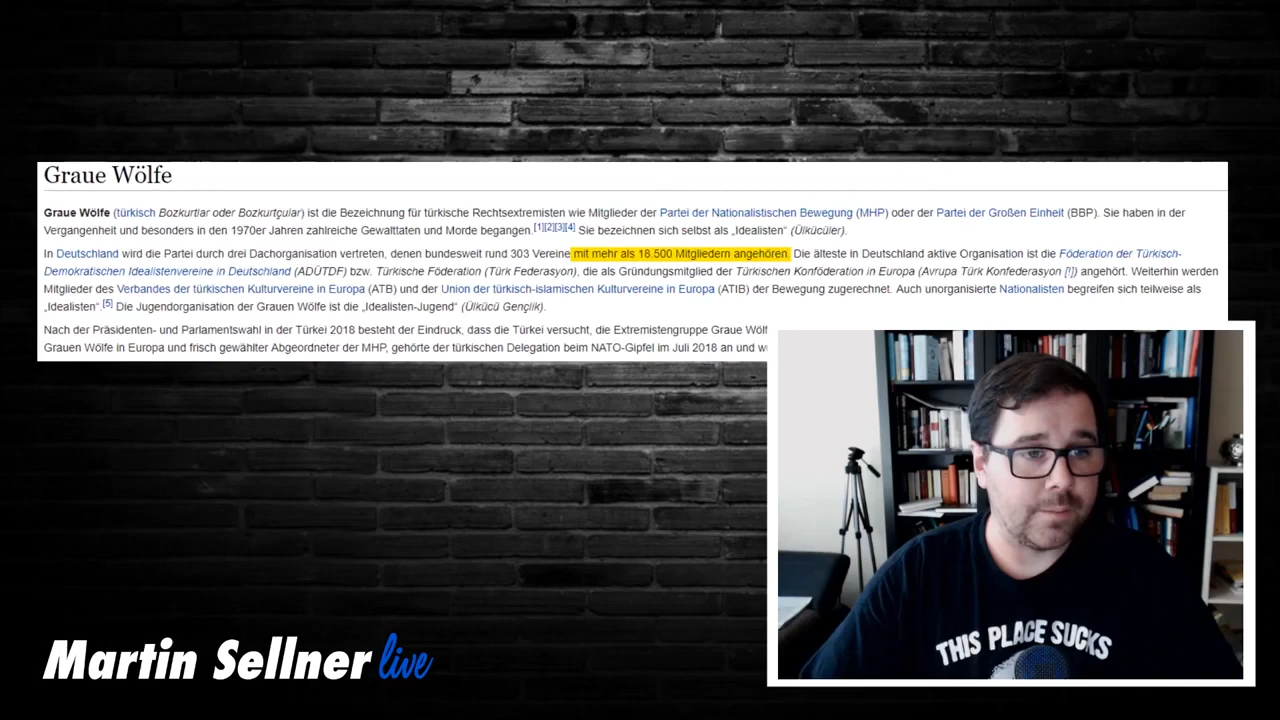 Graue Wölfe
Graue Wölfe (türkisch Bozkurtlar oder Bozkurtçular) ist die Bezeichnung für türkische Rechtsextremisten wie Mitglieder der Partei der Nationalistischen Bewegung (MHP) oder der Partei der Großen Einheit (BBP). Sie haben in der
Vergangenheit und besonders in den 1970er Jahren zahlreiche Gewalttaten und Morde begangen.[1][2][3][4] Sie bezeichnen sich selbst als „Idealisten“ (Ülkücüler).
In Deutschland wird die Partei durch drei Dachorganisation vertreten, denen bundesweit rund 303 Vereine mit mehr als 18.500 Mitgliedern angehören. Die älteste in Deutschland aktive Organisation ist die Föderation der Türkisch-
Demokratischen Idealistenvereine in Deutschland (ADÜTDF) bzw. Türkische Föderation (Türk Federasyon), die als Gründungsmitglied der Türkischen Konföderation in Europa (Avrupa Türk Konfederasyon [!]) angehört. Weiterhin werden
Mitglieder des Verbandes der türkischen Kulturvereine in Europa (ATB) und der Union der türkisch-islamischen Kulturvereine in Europa (ATIB) der Bewegung zugerechnet. Auch unorganisierte Nationalisten begreifen sich teilweise als
„Idealisten“.[5] Die Jugendorganisation der Grauen Wölfe ist die „Idealisten-Jugend“ (Ülkücü Gençlik).
Nach der Präsidenten- und Parlamentswahl in der Türkei 2018 besteht der Eindruck, dass die Türkei versucht, die Extremistengruppe Graue Wölf
Grauen Wölfe in Europa und frisch gewählter Abgeordneter der MHP, gehörte der türkischen Delegation beim NATO-Gipfel im Juli 2018 an und w
THIS PLACE SUCKS
Martin Sellner live